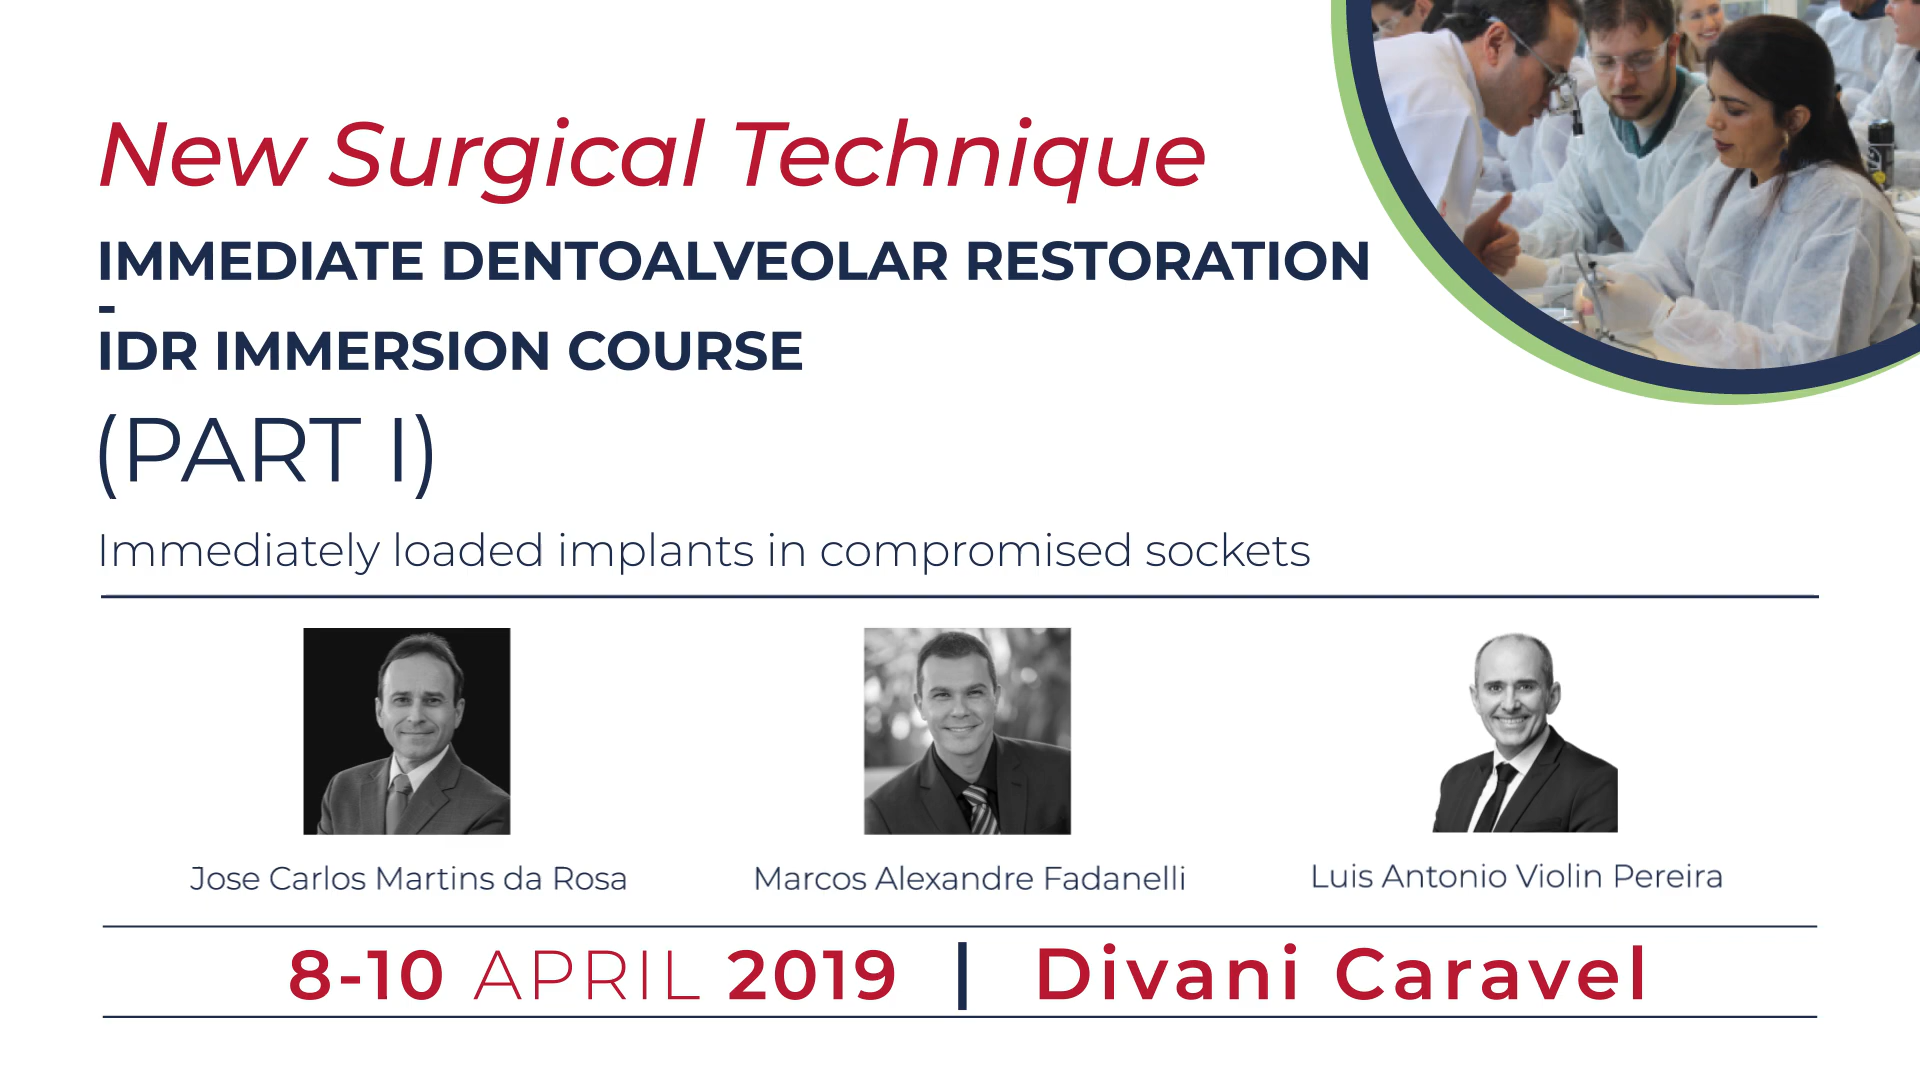 New Surgical Technique
IMMEDIATE DENTOALVEOLAR RESTORATION
-
IDR IMMERSION COURSE
(PART I)
Immediately loaded implants in compromised sockets
Jose Carlos Martins da Rosa
Marcos Alexandre Fadanelli
Luis Antonio Violin Pereira
8-10 APRIL 2019 | Divani Caravel